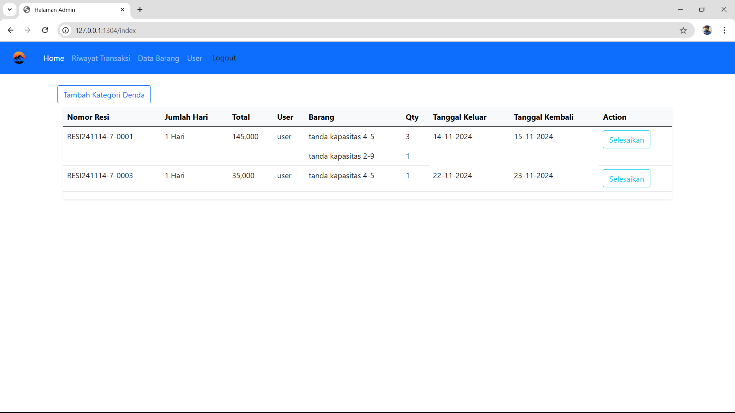 Halaman Admin
127.0.0.1:1304/index
Home Riwayat Transaksi Data Barang User Logout
Tambah Kategori Denda
Nomor Resi Jumlah Hari Total User Barang Qty Tanggal Keluar Tanggal Kembali Action
RESI241114-7-0001 1 Hari 145,000 user tanda kapasitas 4-5 3 14-11-2024 15-11-2024 Selesaikan
tanda kapasitas 2-9 1
RESI241114-7-0003 1 Hari 35,000 user tanda kapasitas 4-5 1 22-11-2024 23-11-2024 Selesaikan